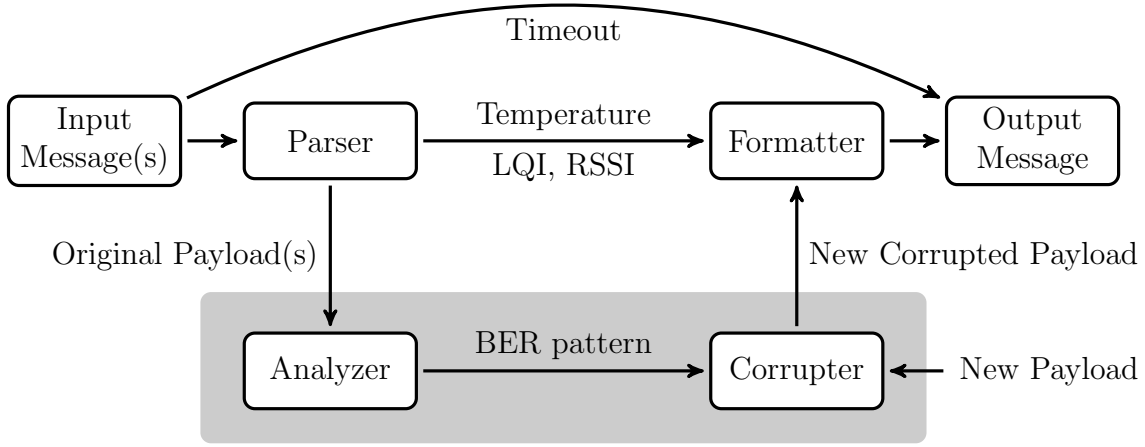 Timeout
Input
Message(s)
Parser
Temperature
LQI, RSSI
Formatter
Output
Message
Original Payload(s)
New Corrupted Payload
Analyzer
BER pattern
Corrupter
New Payload